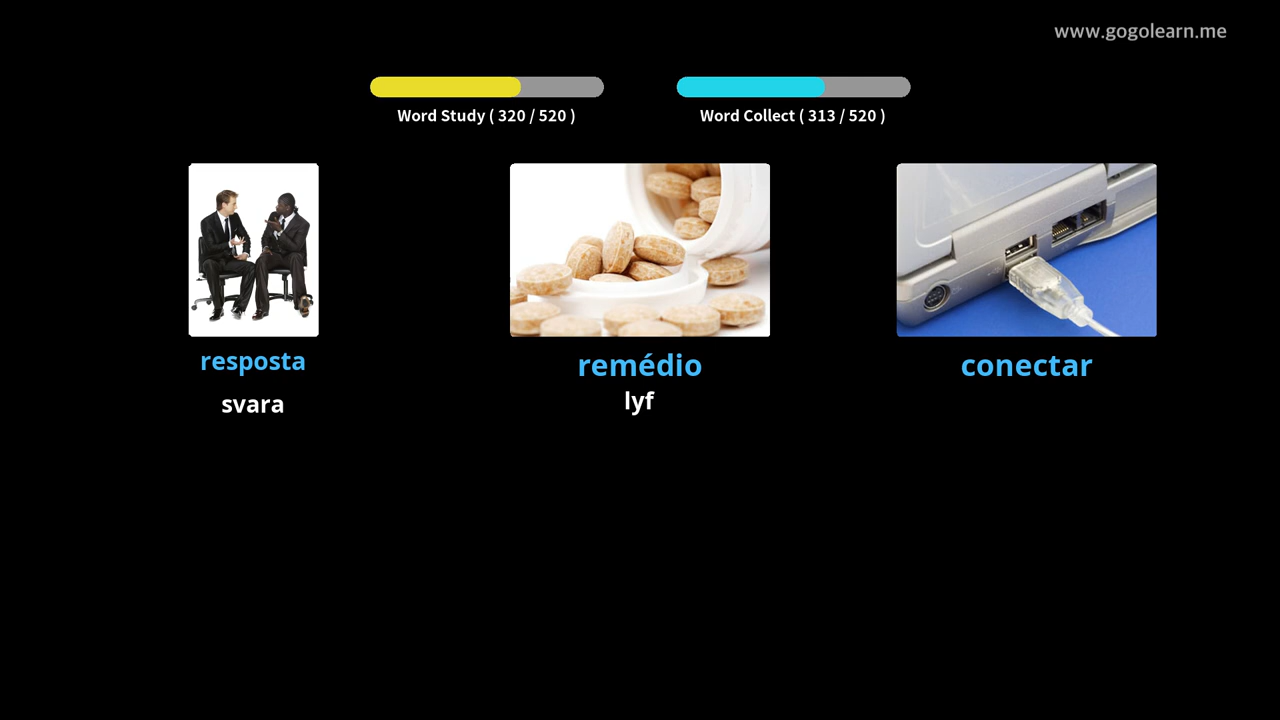 www.gogolearn.me
Word Study ( 320 / 520 )
Word Collect ( 313 / 520 )
resposta
svara
remédio
lyf
conectar